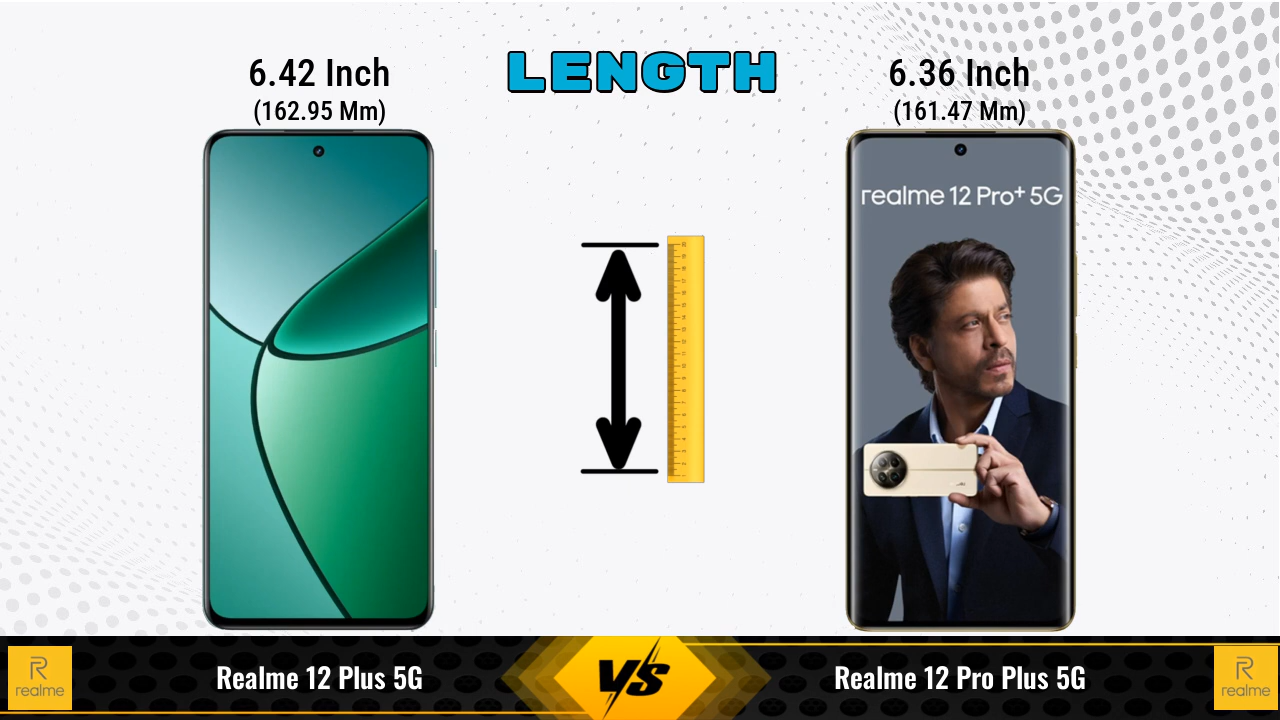 LENGTH
6.42 Inch
(162.95 Mm)
6.36 Inch
(161.47 Mm)
realme 12 Pro+ 5G
realme
Realme 12 Plus 5G
VS
Realme 12 Pro Plus 5G
realme